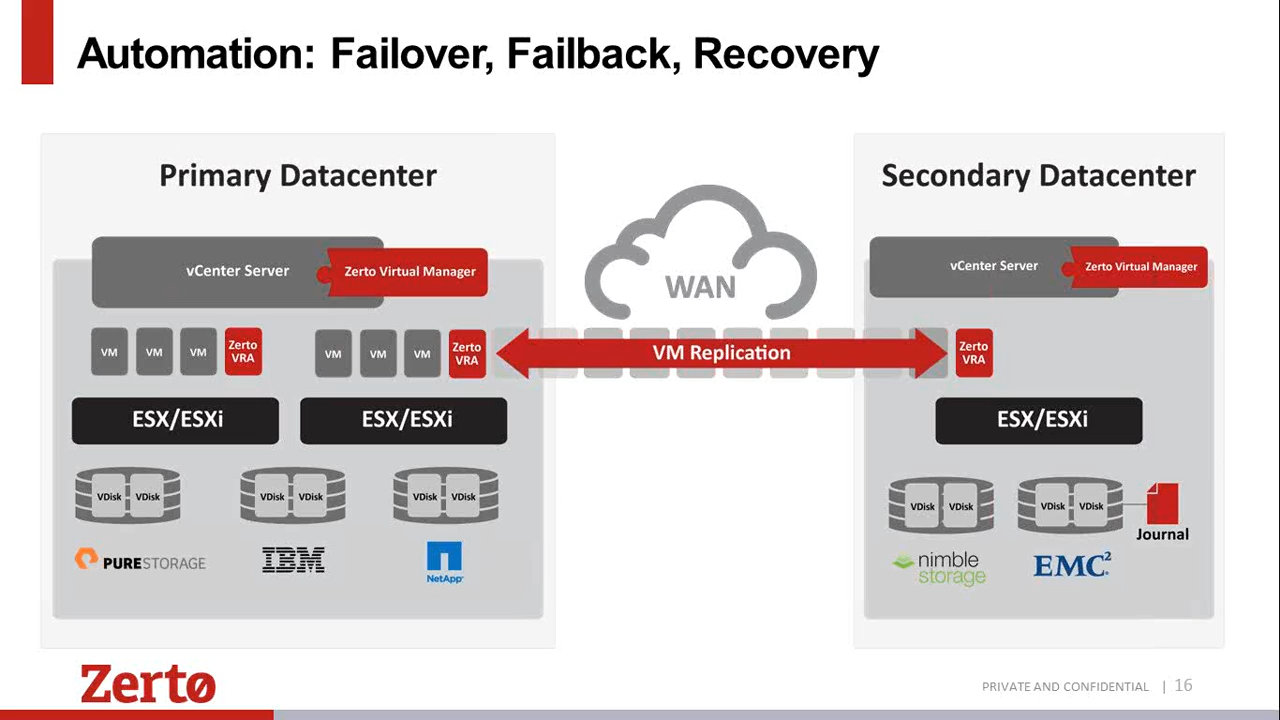 Automation: Failover, Failback, Recovery
Primary Datacenter
vCenter Server
Zerto Virtual Manager
VM
VM
VM
Zerto
VRA
VM
VM
VM
Zerto
VRA
ESX/ESXi
ESX/ESXi
VDisk
VDisk
VDisk
VDisk
VDisk
VDisk
PURESTORAGE
IBM
NetApp
WAN
VM Replication
Secondary Datacenter
vCenter Server
Zerto Virtual Manager
Zerto
VRA
ESX/ESXi
VDisk
VDisk
VDisk
VDisk
Journal
nimble
storage
EMC²
Zerto
PRIVATE AND CONFIDENTIAL | 16